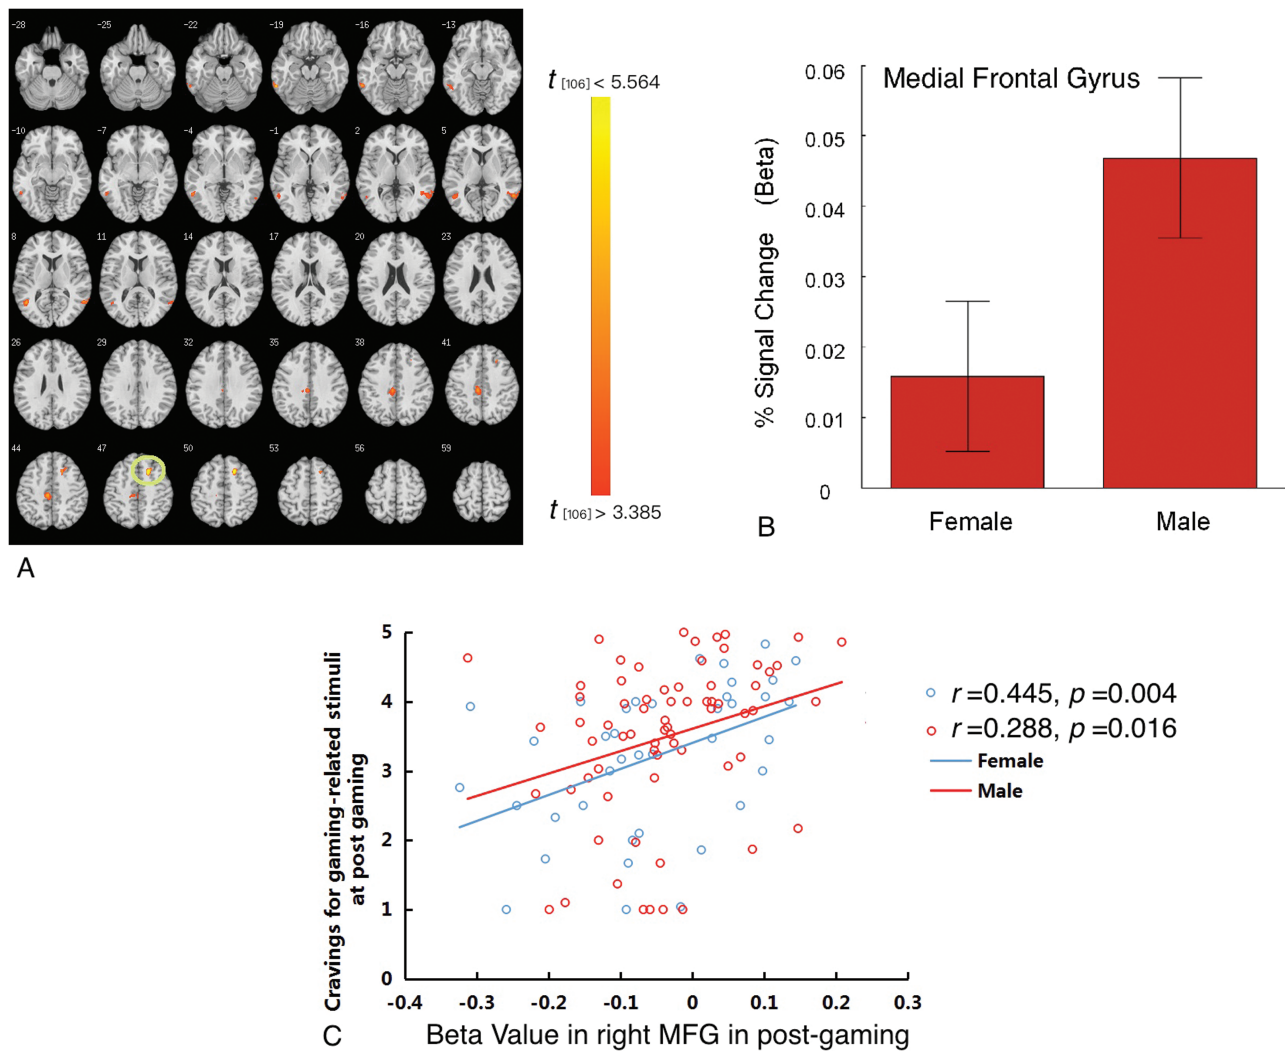 -28 -25 -22 -19 -16 -13
-10 -7 -4 -1 2 5
8 11 14 17 20 23
26 29 32 35 38 41
44 47 50 53 56 59
A
t [106] < 5.564
t [106] > 3.385
Medial Frontal Gyrus
% Signal Change (Beta)
0.06
0.05
0.04
0.03
0.02
0.01
0
Female Male
B
Cravings for gaming-related stimuli
at post gaming
5
4
3
2
1
0
-0.4 -0.3 -0.2 -0.1 0 0.1 0.2 0.3
Beta Value in right MFG in post-gaming
C
r =0.445, p =0.004
r =0.288, p =0.016
Female
Male